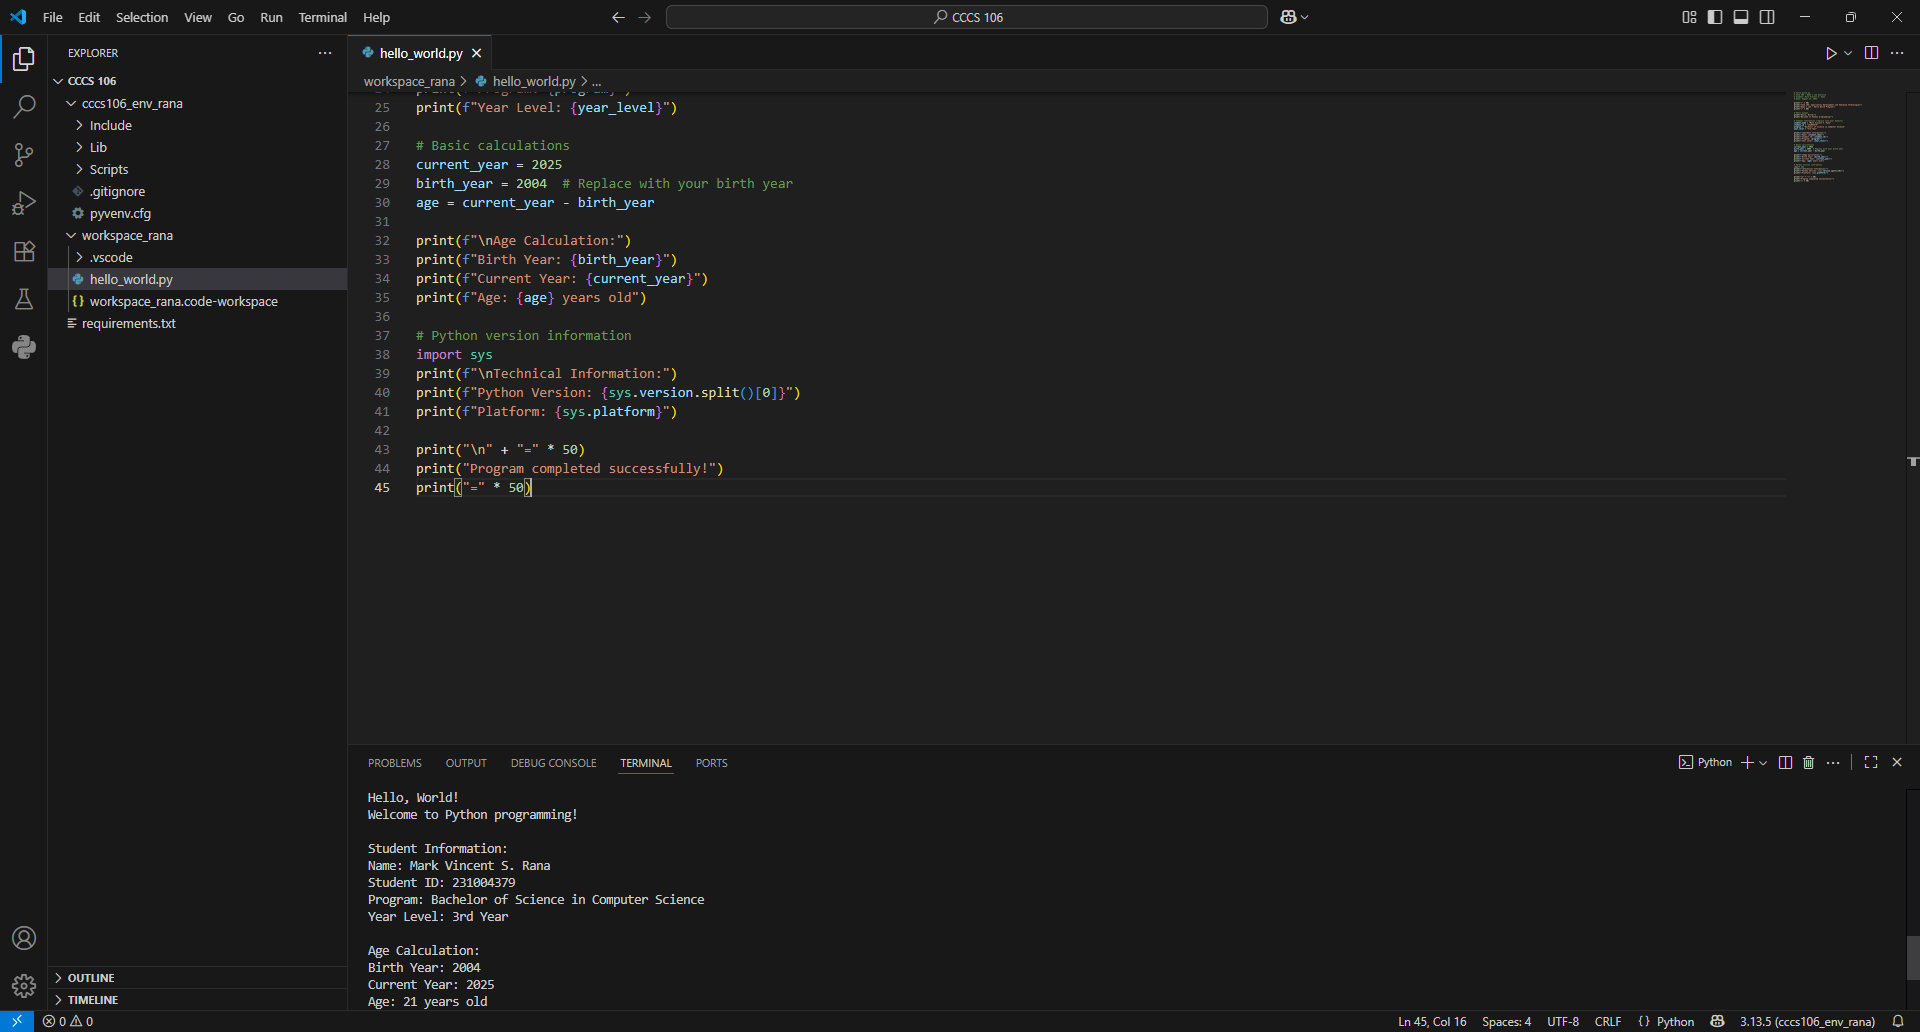 File Edit Selection View Go Run Terminal Help
CCCS 106
EXPLORER
CCCS 106
cccs106_env_rana
Include
Lib
Scripts
.gitignore
pyvenv.cfg
workspace_rana
.vscode
hello_world.py
workspace_rana.code-workspace
requirements.txt
OUTLINE
TIMELINE
hello_world.py
workspace_rana > hello_world.py > ...
25 print(f"Year Level: {year_level}")
26
27 # Basic calculations
28 current_year = 2025
29 birth_year = 2004  # Replace with your birth year
30 age = current_year - birth_year
31
32 print(f"\nAge Calculation:")
33 print(f"Birth Year: {birth_year}")
34 print(f"Current Year: {current_year}")
35 print(f"Age: {age} years old")
36
37 # Python version information
38 import sys
39 print(f"\nTechnical Information:")
40 print(f"Python Version: {sys.version.split()[0]}")
41 print(f"Platform: {sys.platform}")
42
43 print("\n" + "=" * 50)
44 print("Program completed successfully!")
45 print("=" * 50)
PROBLEMS OUTPUT DEBUG CONSOLE TERMINAL PORTS
Python
Hello, World!
Welcome to Python programming!
Student Information:
Name: Mark Vincent S. Rana
Student ID: 231004379
Program: Bachelor of Science in Computer Science
Year Level: 3rd Year
Age Calculation:
Birth Year: 2004
Current Year: 2025
Age: 21 years old
0 0
Ln 45, Col 16 Spaces: 4 UTF-8 CRLF {} Python 3.13.5 (cccs106_env_rana)